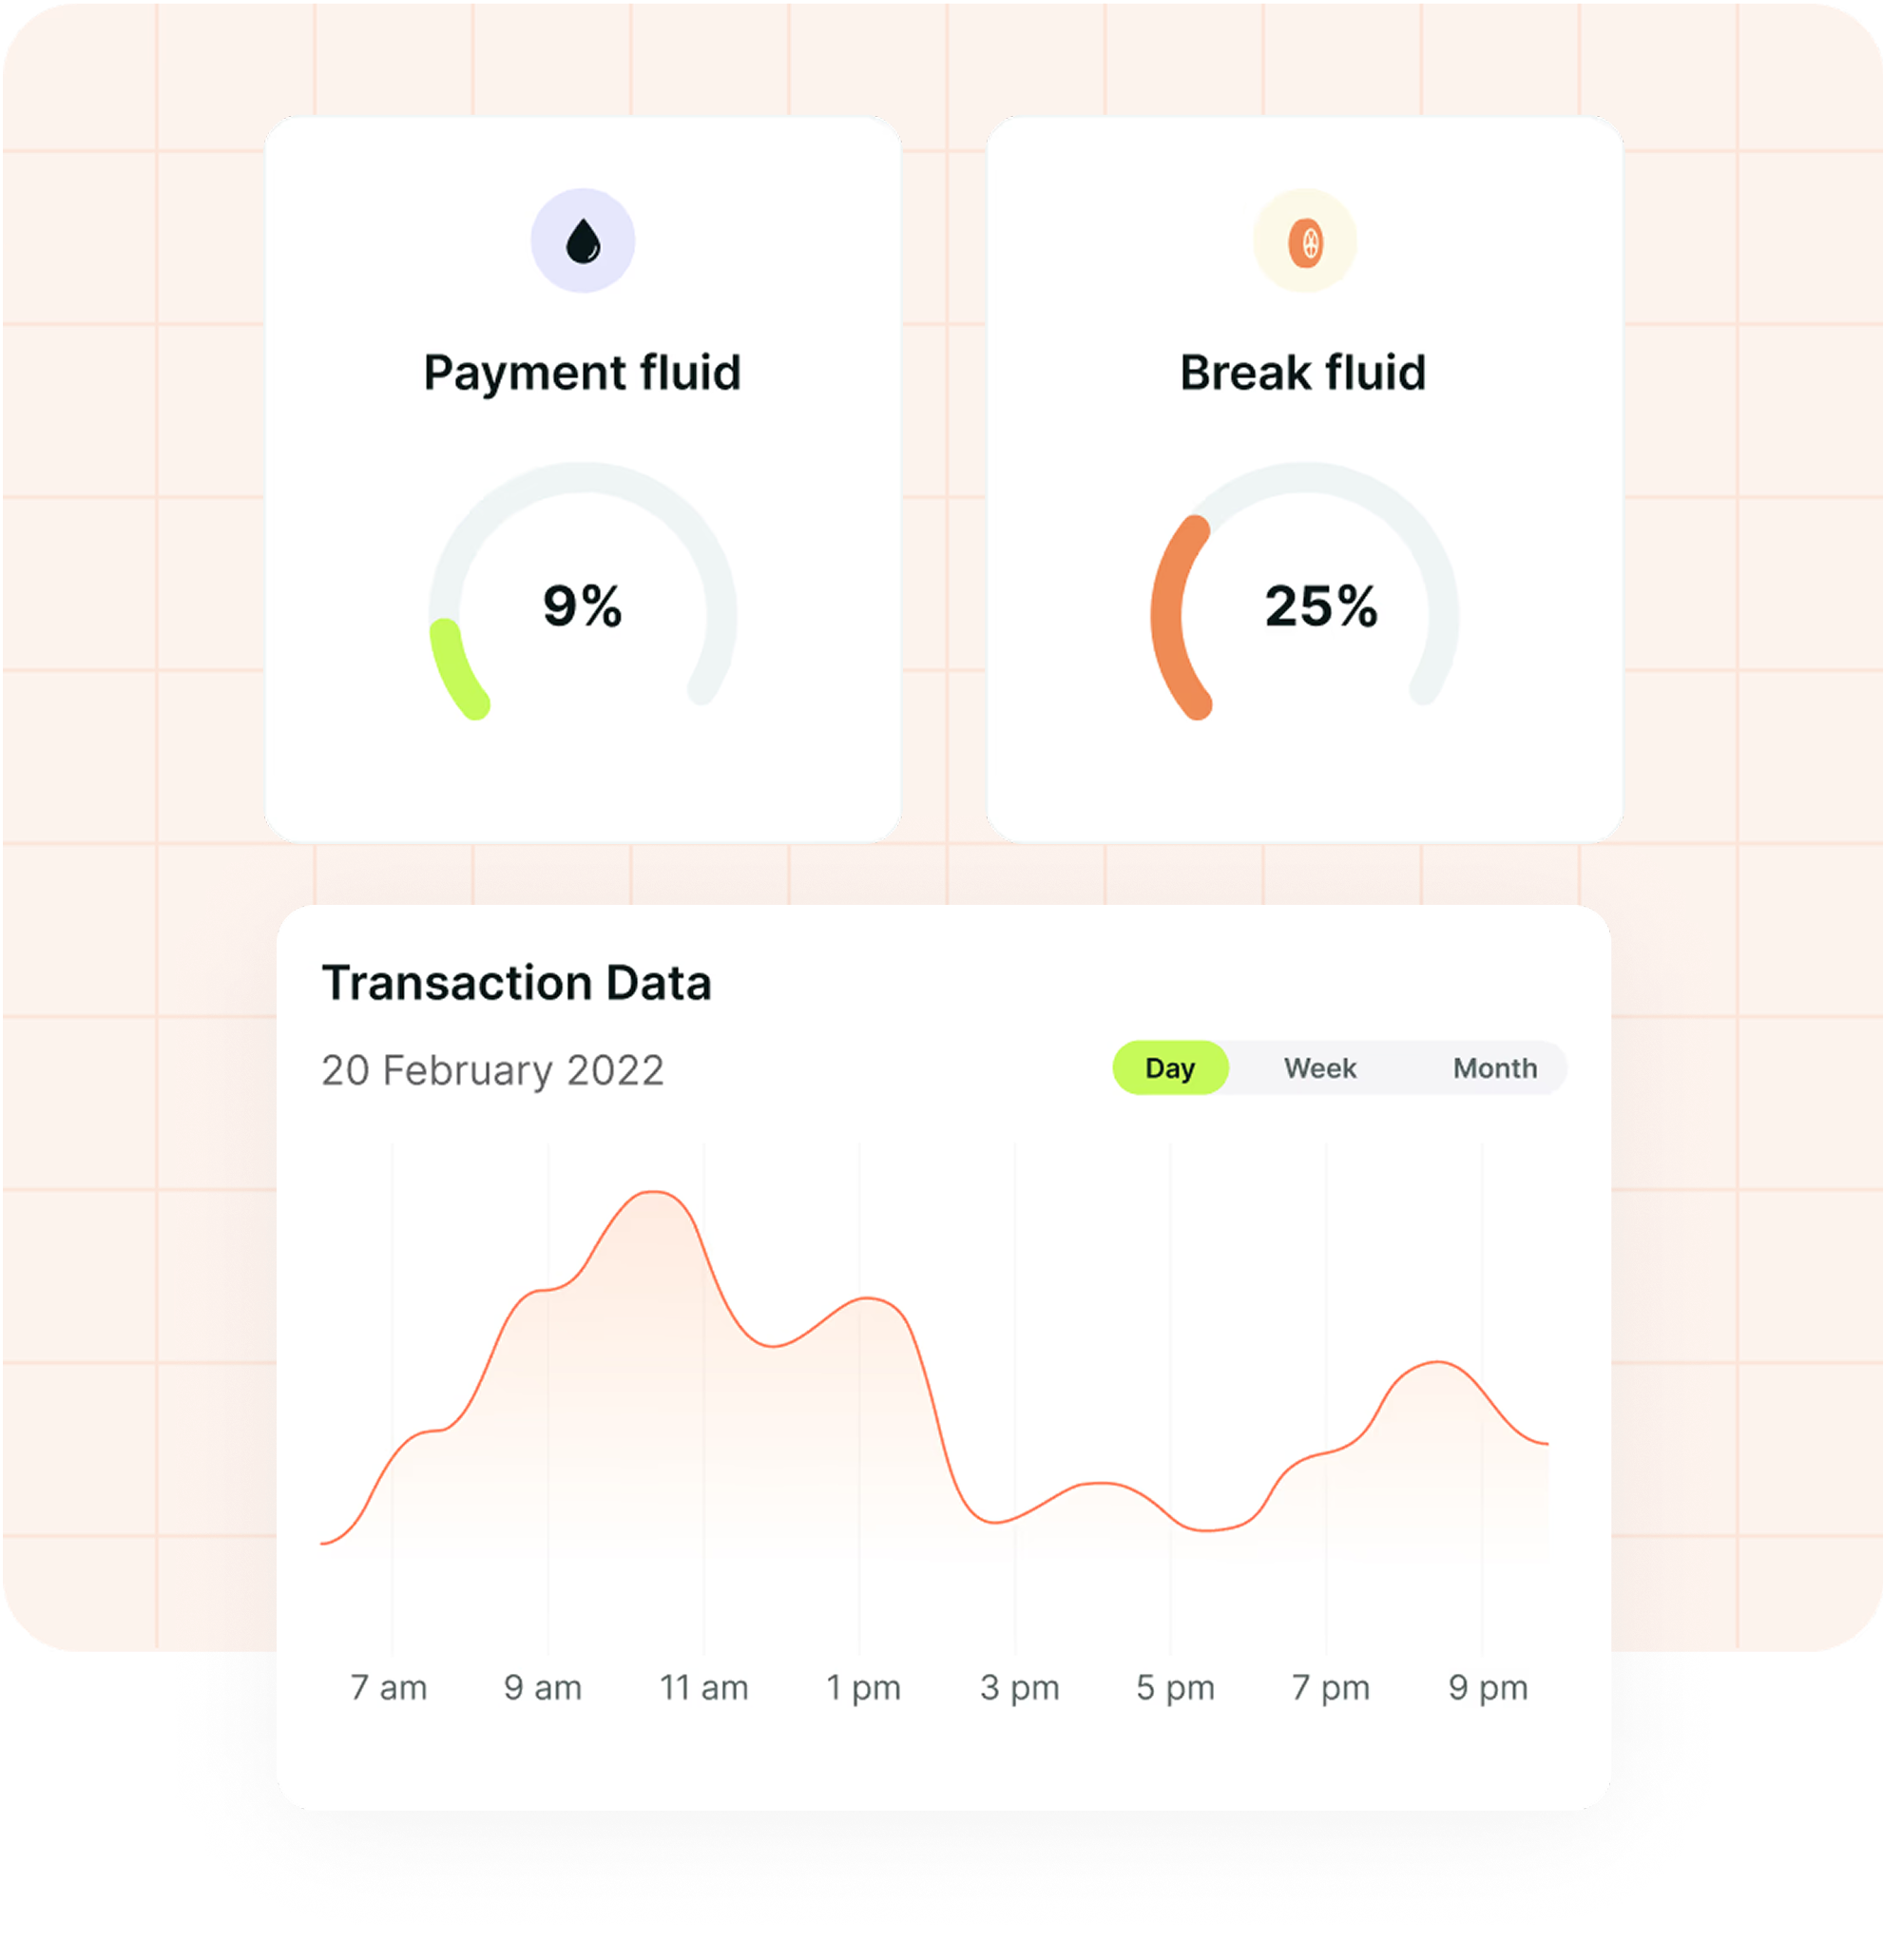 Payment fluid
9%
Break fluid
25%
Transaction Data
20 February 2022
Day Week Month
7 am 9 am 11 am 1 pm 3 pm 5 pm 7 pm 9 pm